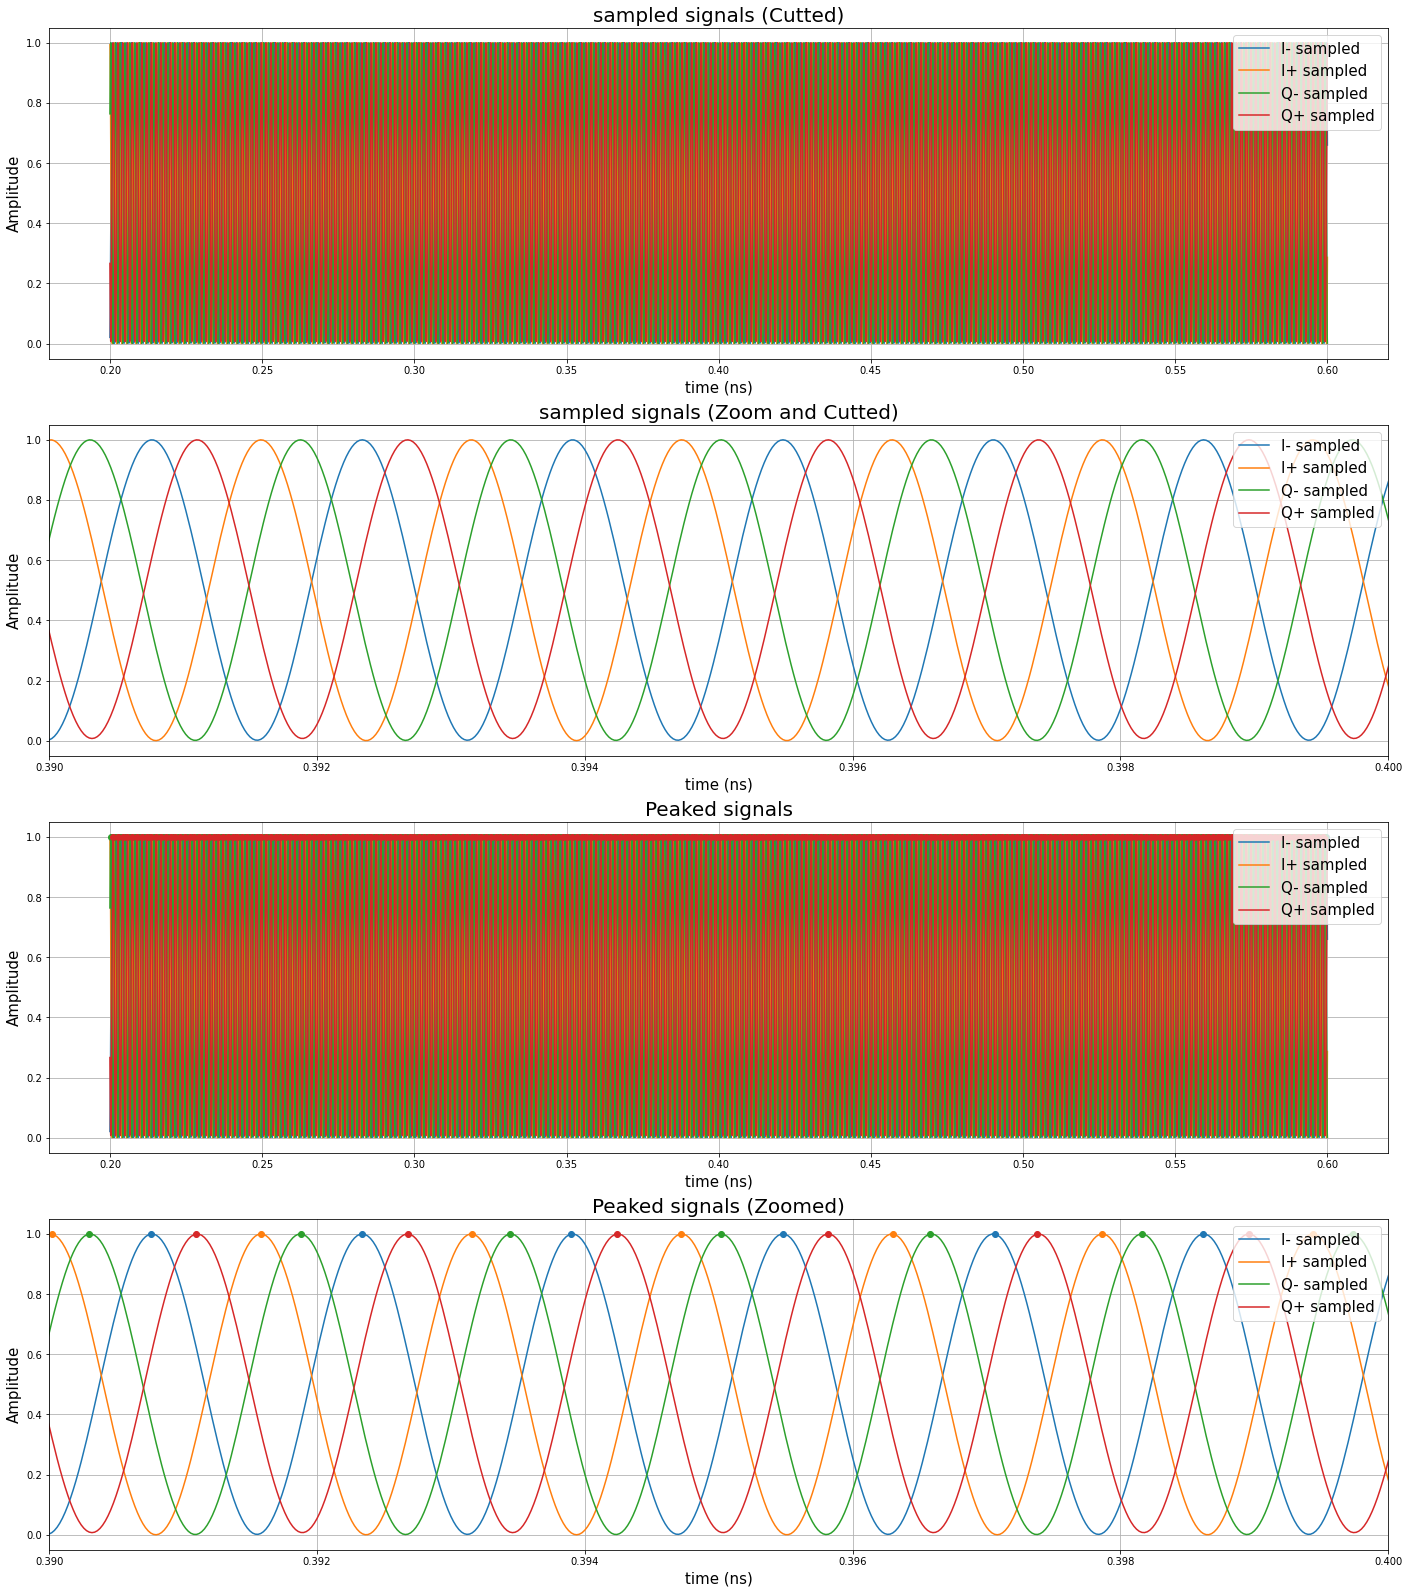 sampled signals (Cutted)
1.0
0.8
0.6
0.4
0.2
0.0
Amplitude
I- sampled
I+ sampled
Q- sampled
Q+ sampled
0.20 0.25 0.30 0.35 0.40 0.45 0.50 0.55 0.60
time (ns)
sampled signals (Zoom and Cutted)
1.0
0.8
0.6
0.4
0.2
0.0
Amplitude
I- sampled
I+ sampled
Q- sampled
Q+ sampled
0.390 0.392 0.394 0.396 0.398 0.400
time (ns)
Peaked signals
1.0
0.8
0.6
0.4
0.2
0.0
Amplitude
I- sampled
I+ sampled
Q- sampled
Q+ sampled
0.20 0.25 0.30 0.35 0.40 0.45 0.50 0.55 0.60
time (ns)
Peaked signals (Zoomed)
1.0
0.8
0.6
0.4
0.2
0.0
Amplitude
I- sampled
I+ sampled
Q- sampled
Q+ sampled
0.390 0.392 0.394 0.396 0.398 0.400
time (ns)